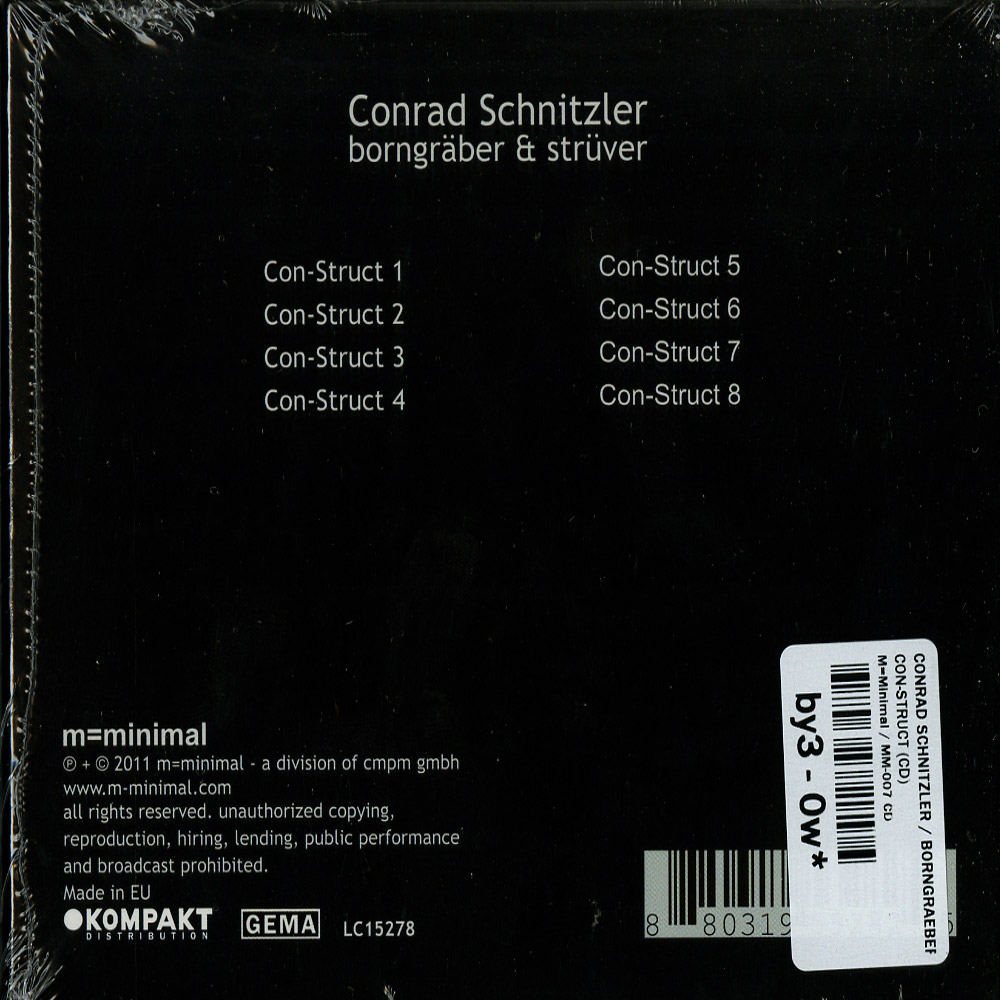 Conrad Schnitzler
borngräber & strüver
Con-Struct 1
Con-Struct 2
Con-Struct 3
Con-Struct 4
Con-Struct 5
Con-Struct 6
Con-Struct 7
Con-Struct 8
m=minimal
℗ + © 2011 m=minimal - a division of cmpm gmbh
www.m-minimal.com
all rights reserved. unauthorized copying,
reproduction, hiring, lending, public performance
and broadcast prohibited.
Made in EU
KOMPAKT
DISTRIBUTION
GEMA
LC15278
8 80319
CONRAD SCHNITZLER / BORNGRAEBER
CON-STRUCT (CD)
M=Minimal / MM-007 CD
by3 - 0w*